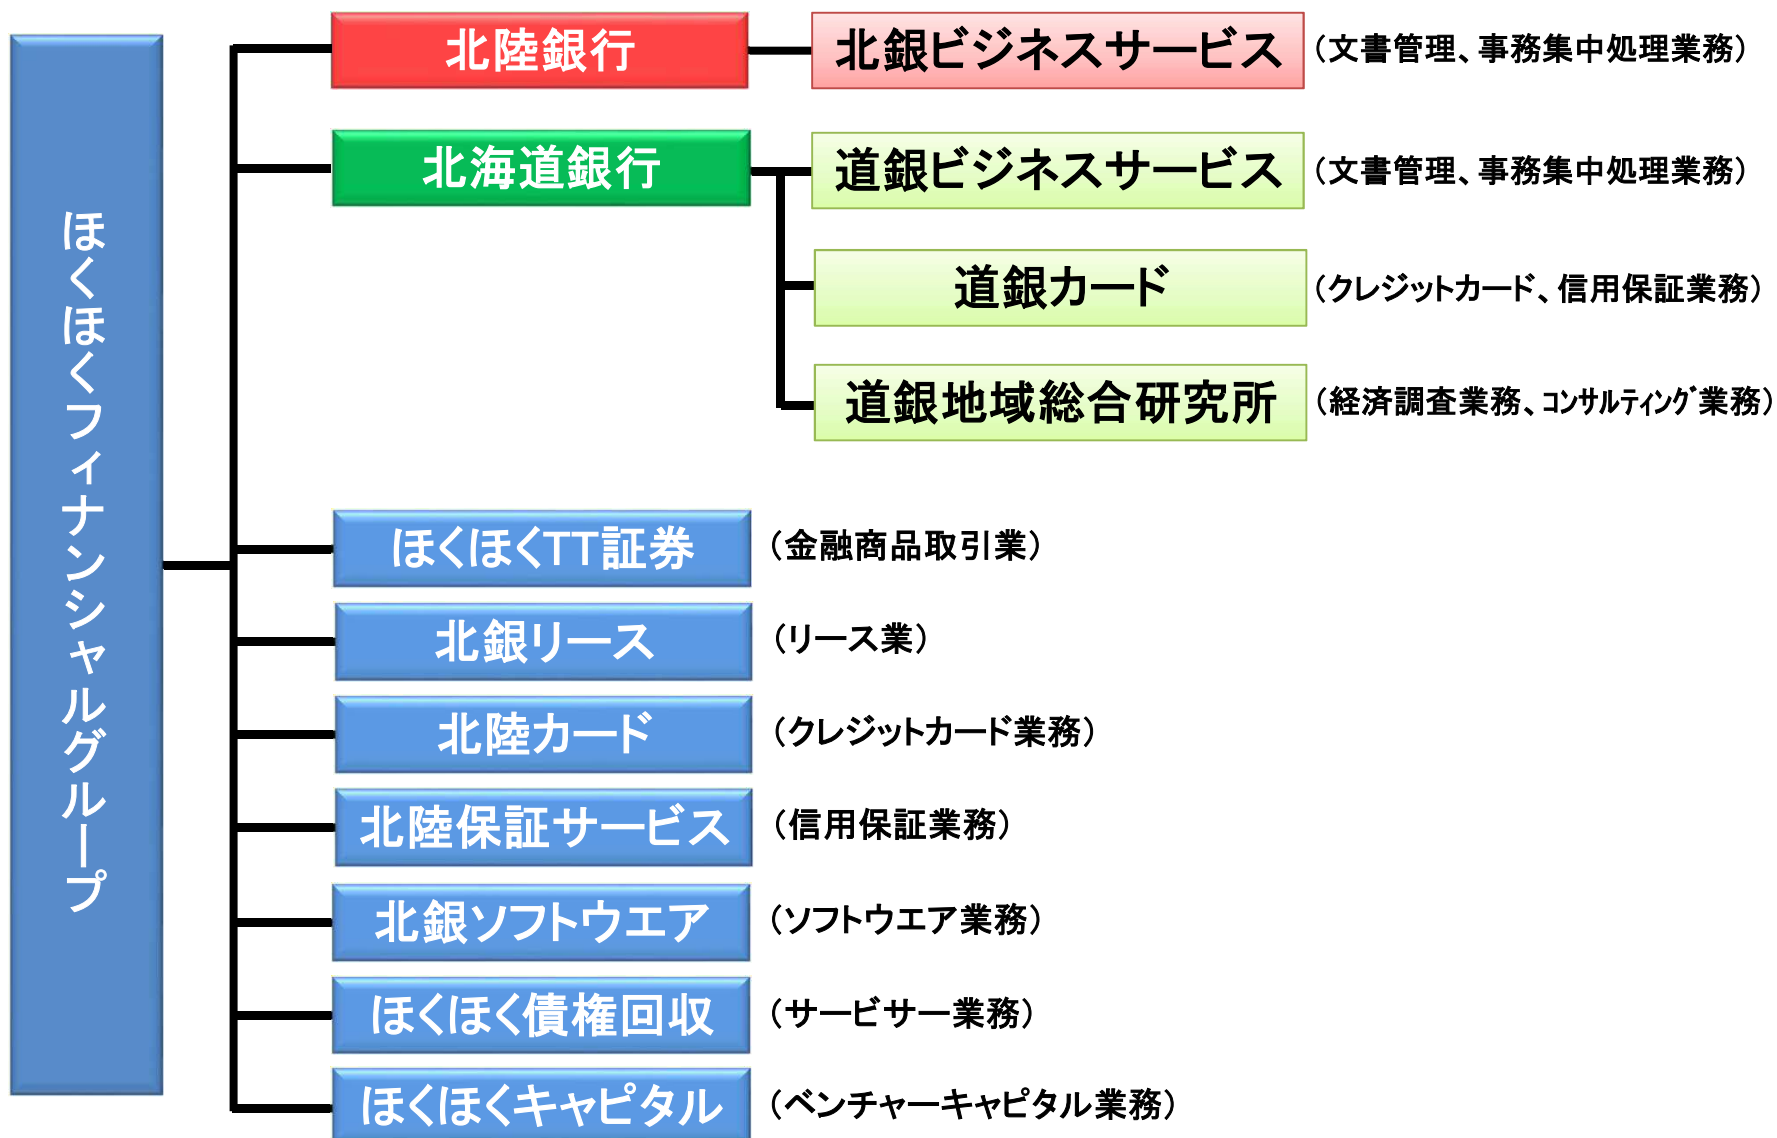 ほくほくフィナンシャルグループ
北陸銀行
北銀ビジネスサービス
(文書管理、事務集中処理業務)
北海道銀行
道銀ビジネスサービス
(文書管理、事務集中処理業務)
道銀カード
(クレジットカード、信用保証業務)
道銀地域総合研究所
(経済調査業務、ｺﾝｻﾙﾃｨﾝｸﾞ業務)
ほくほくTT証券
(金融商品取引業)
北銀リース
(リース業)
北陸カード
(クレジットカード業務)
北陸保証サービス
(信用保証業務)
北銀ソフトウエア
(ソフトウエア業務)
ほくほく債権回収
(サービサー業務)
ほくほくキャピタル
(ベンチャーキャピタル業務)